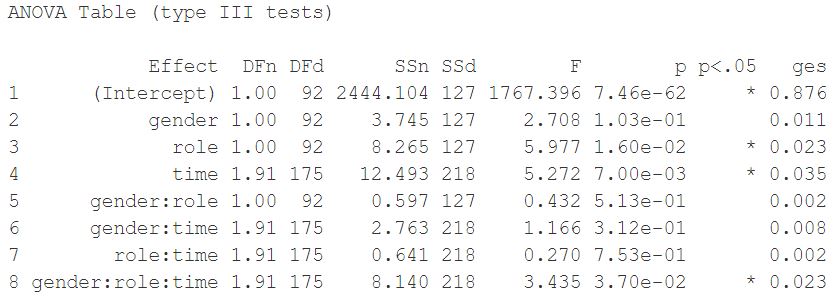 ANOVA Table (type III tests)
Effect DFn DFd SSn SSd F p p<.05 ges
1 (Intercept) 1.00 92 2444.104 127 1767.396 7.46e-62 * 0.876
2 gender 1.00 92 3.745 127 2.708 1.03e-01 0.011
3 role 1.00 92 8.265 127 5.977 1.60e-02 * 0.023
4 time 1.91 175 12.493 218 5.272 7.00e-03 * 0.035
5 gender:role 1.00 92 0.597 127 0.432 5.13e-01 0.002
6 gender:time 1.91 175 2.763 218 1.166 3.12e-01 0.008
7 role:time 1.91 175 0.641 218 0.270 7.53e-01 0.002
8 gender:role:time 1.91 175 8.140 218 3.435 3.70e-02 * 0.023